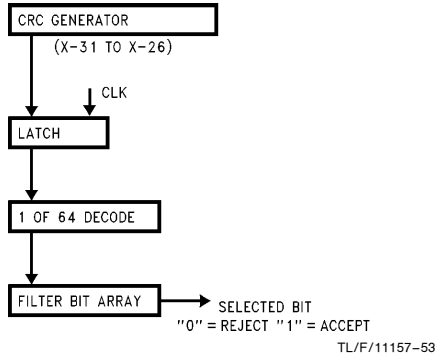 CRC GENERATOR
(X-31 TO X-26)
CLK
LATCH
1 OF 64 DECODE
FILTER BIT ARRAY
SELECTED BIT
"0" = REJECT "1" = ACCEPT
TL/F/11157-53